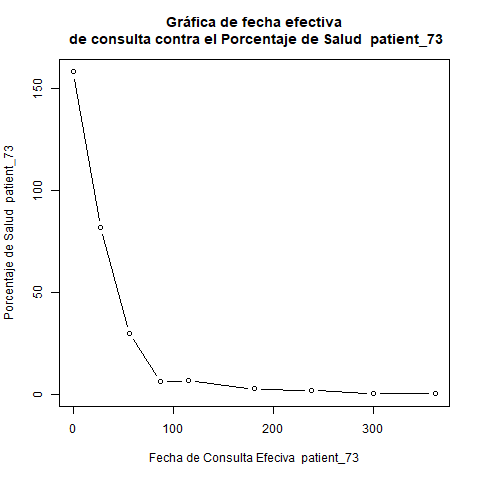 Gráfica de fecha efectiva
de consulta contra el Porcentaje de Salud patient_73
Porcentaje de Salud patient_73
150
100
50
0
0 100 200 300
Fecha de Consulta Efeciva patient_73